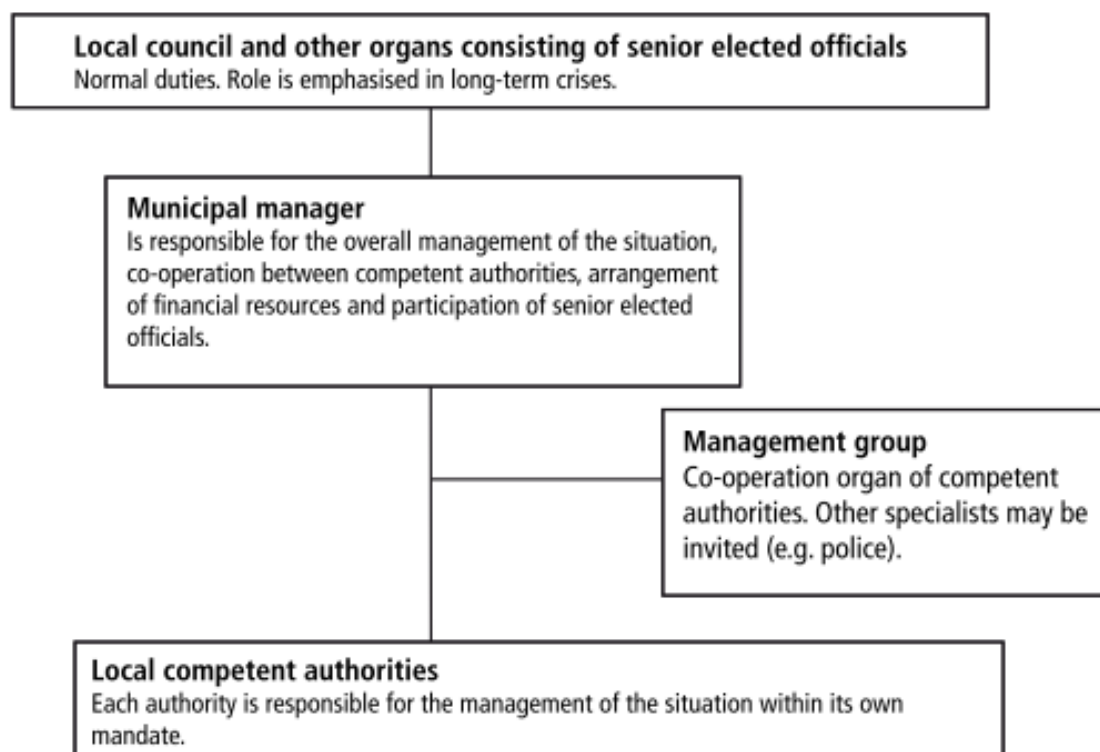 Local council and other organs consisting of senior elected officials
Normal duties. Role is emphasised in long-term crises.
Municipal manager
Is responsible for the overall management of the situation,
co-operation between competent authorities, arrangement
of financial resources and participation of senior elected
officials.
Management group
Co-operation organ of competent
authorities. Other specialists may be
invited (e.g. police).
Local competent authorities
Each authority is responsible for the management of the situation within its own
mandate.